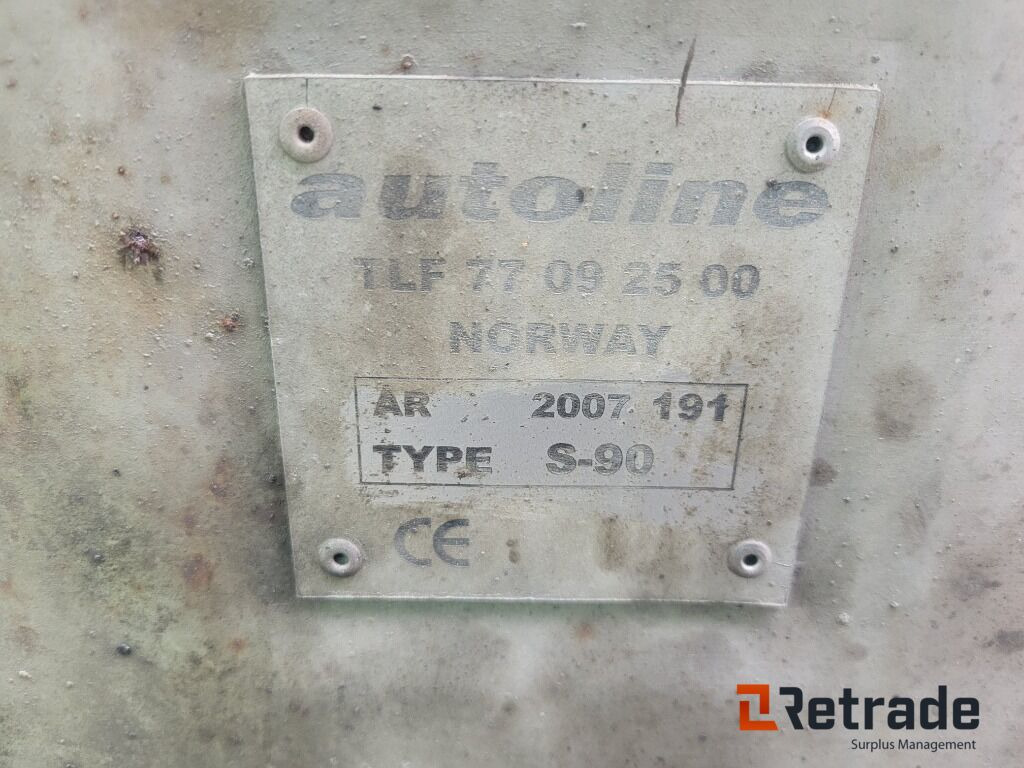 autoline
TLF 77 09 25 00
NORWAY
AR 2007 191
TYPE S-90
CE
Retrade
Surplus Management